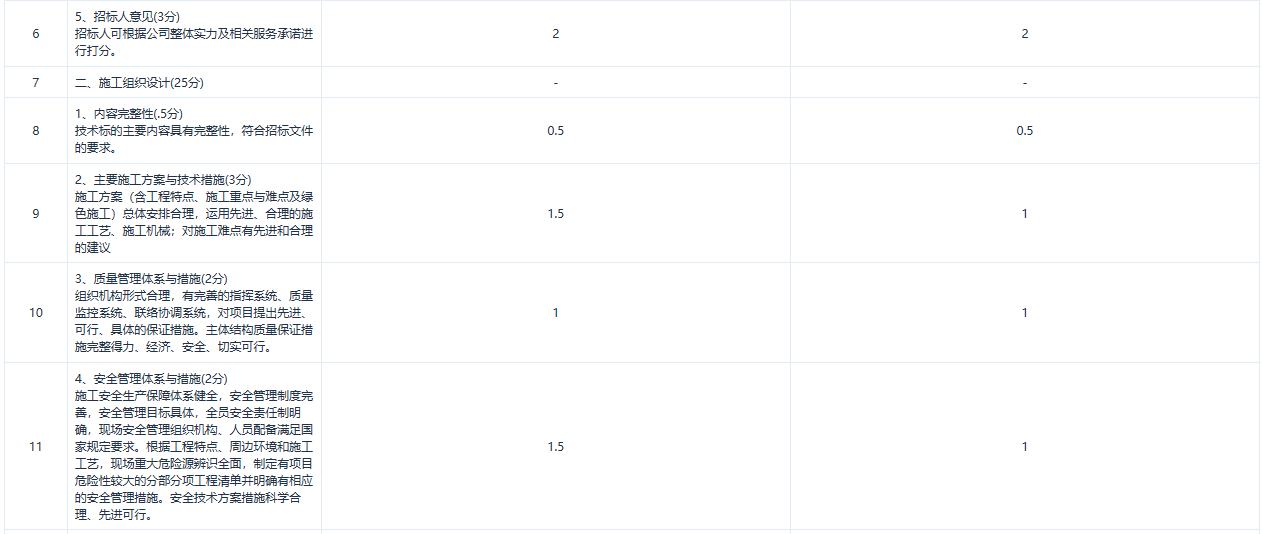 5、招标人意见(3分)
6
招标人可根据公司整体实力及相关服务承诺进
2
2
行打分。
7
二、施工组织设计(25分)
-
-
1、内容完整性(.5分)
8
技术标的主要内容具有完整性，符合招标文件
0.5
0.5
的要求。
2、主要施工方案与技术措施(3分)
施工方案（含工程特点、施工重点与难点及绿
9
色施工）总体安排合理，运用先进、合理的施
1.5
1
工工艺、施工机械；对施工难点有先进和合理
的建议
3、质量管理体系与措施(2分)
组织机构形式合理，有完善的指挥系统、质量
10
监控系统、联络协调系统，对项目提出先进、
1
1
可行、具体的保证措施。主体结构质量保证措
施完整得力、经济、安全、切实可行。
4、安全管理体系与措施(2分)
施工安全生产保障体系健全，安全管理制度完
善，安全管理目标具体，全员安全责任制明
确，现场安全管理组织机构、人员配备满足国
11
家规定要求。根据工程特点、周边环境和施工
1.5
1
工艺，现场重大危险源辨识全面，制定有项目
危险性较大的分部分项工程清单并明确有相应
的安全管理措施。安全技术方案措施科学合
理、先进可行。